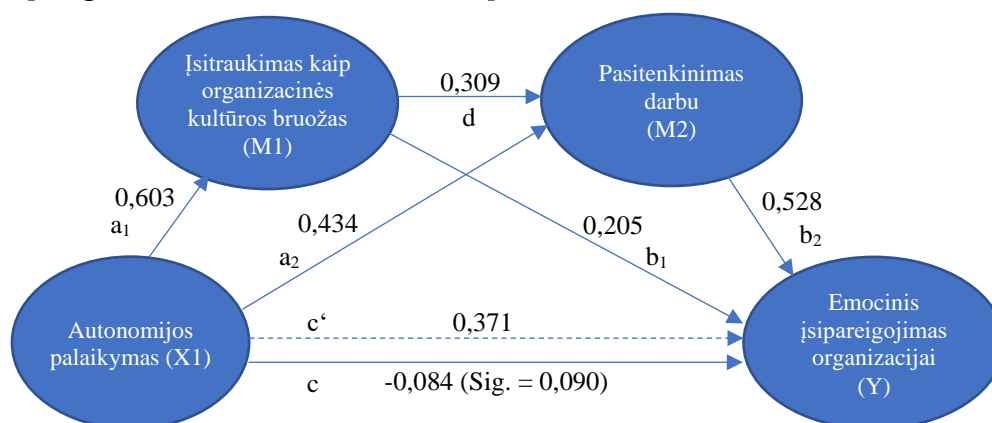 Įsitraukimas kaip
organizacinės
kultūros bruožas
(M1)
0,309
d
Pasitenkinimas
darbu
(M2)
0,603
a1
0,434
a2
0,205
b1
0,528
b2
Autonomijos
palaikymas (X1)
c‘
0,371
c
-0,084 (Sig. = 0,090)
Emocinis
įsipareigojimas
organizacijai
(Y)